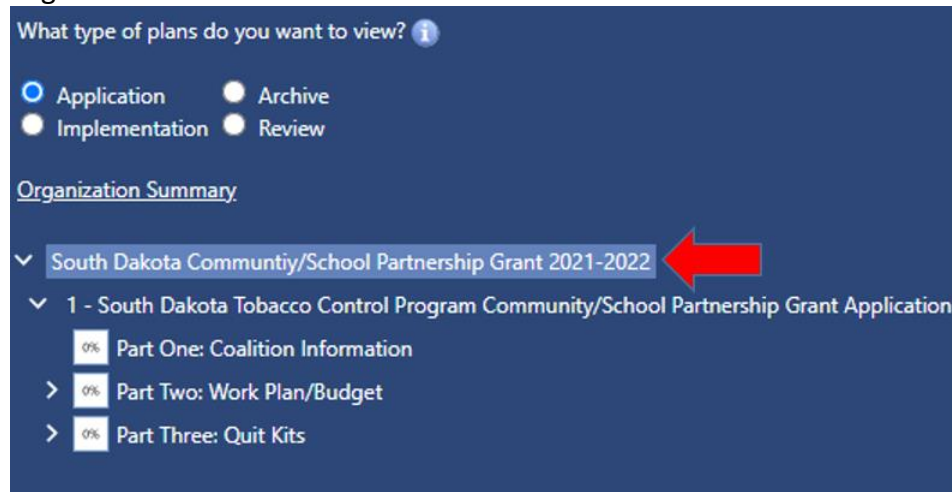 What type of plans do you want to view?
Application Archive
Implementation Review
Organization Summary
South Dakota Communtiy/School Partnership Grant 2021-2022
1 - South Dakota Tobacco Control Program Community/School Partnership Grant Application
0% Part One: Coalition Information
0% Part Two: Work Plan/Budget
0% Part Three: Quit Kits